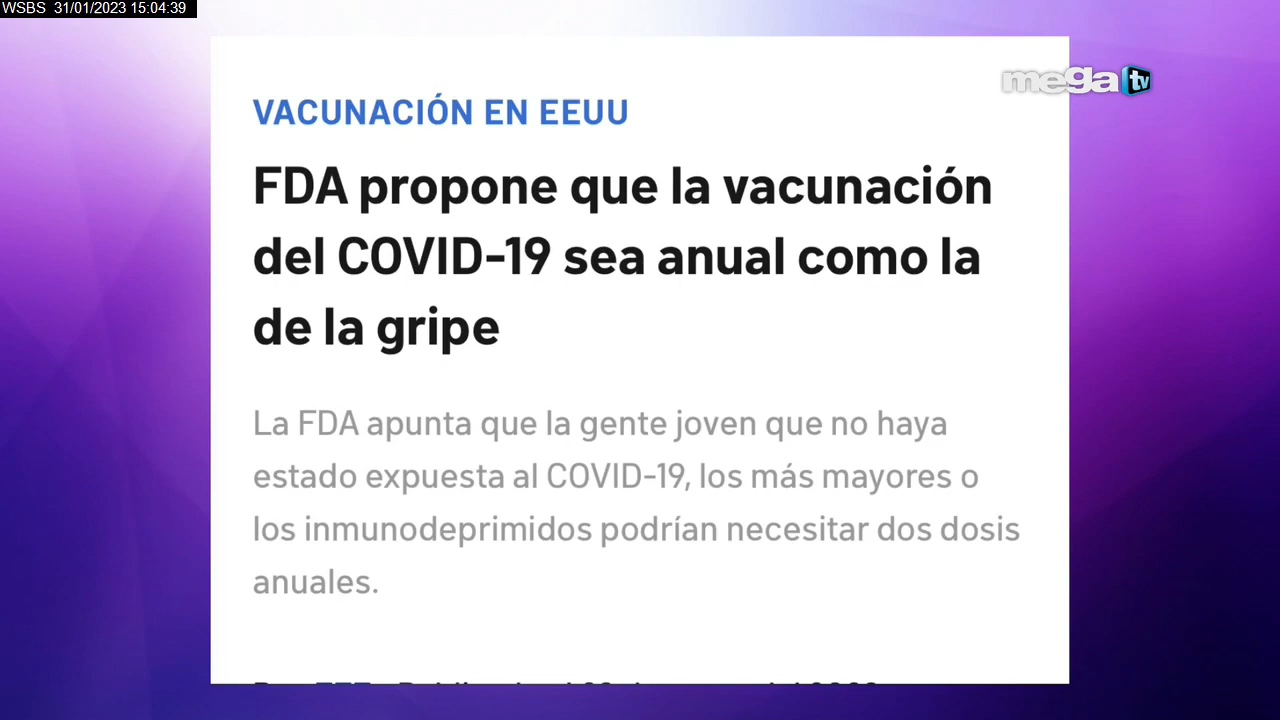 WSBS 31/01/2023 15:04:39
mega tv
VACUNACIÓN EN EEUU
FDA propone que la vacunación
del COVID-19 sea anual como la
de la gripe
La FDA apunta que la gente joven que no haya
estado expuesta al COVID-19, los más mayores o
los inmunodeprimidos podrían necesitar dos dosis
anuales.